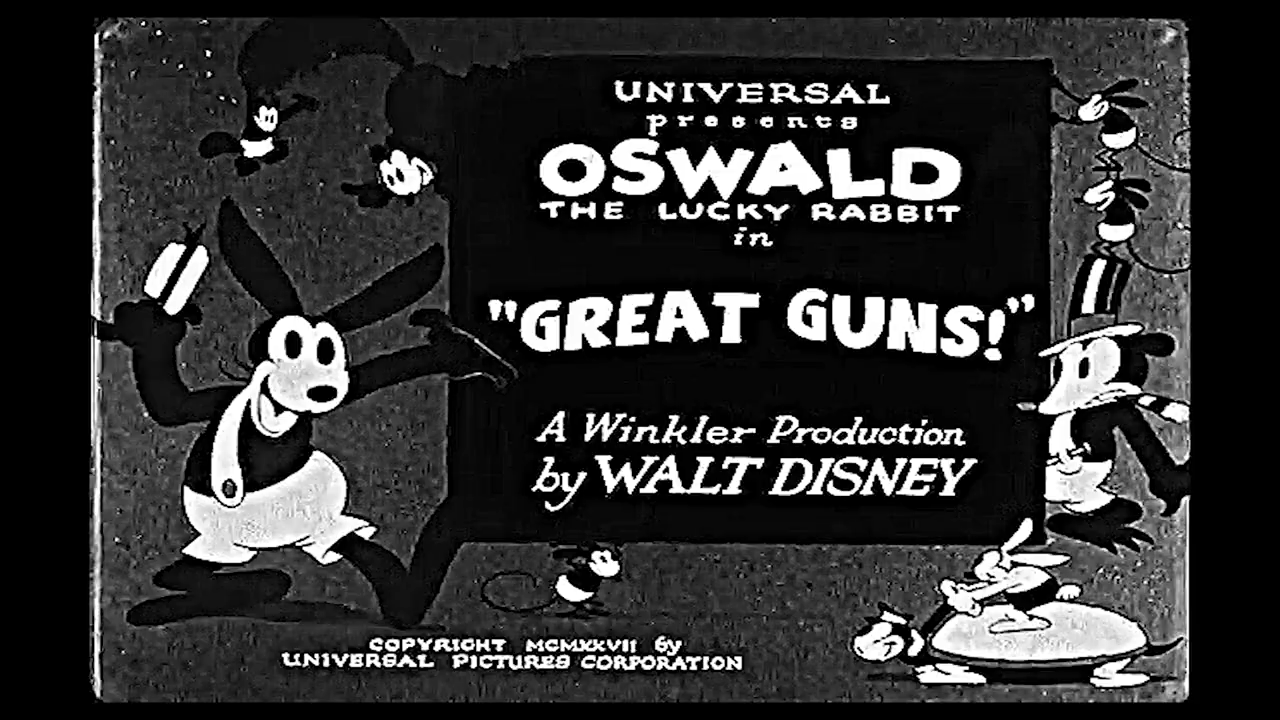 UNIVERSAL
presents
OSWALD
THE LUCKY RABBIT
in
"GREAT GUNS!"
A Winkler Production
by WALT DISNEY
COPYRIGHT MCMXXVII by
UNIVERSAL PICTURES CORPORATION